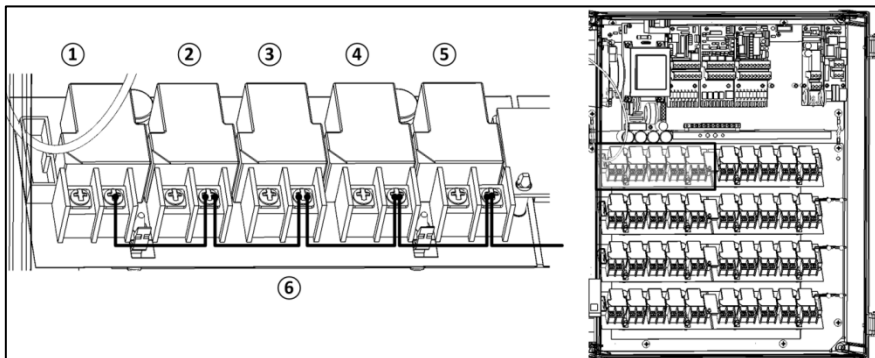 ① ② ③ ④ ⑤
⑥